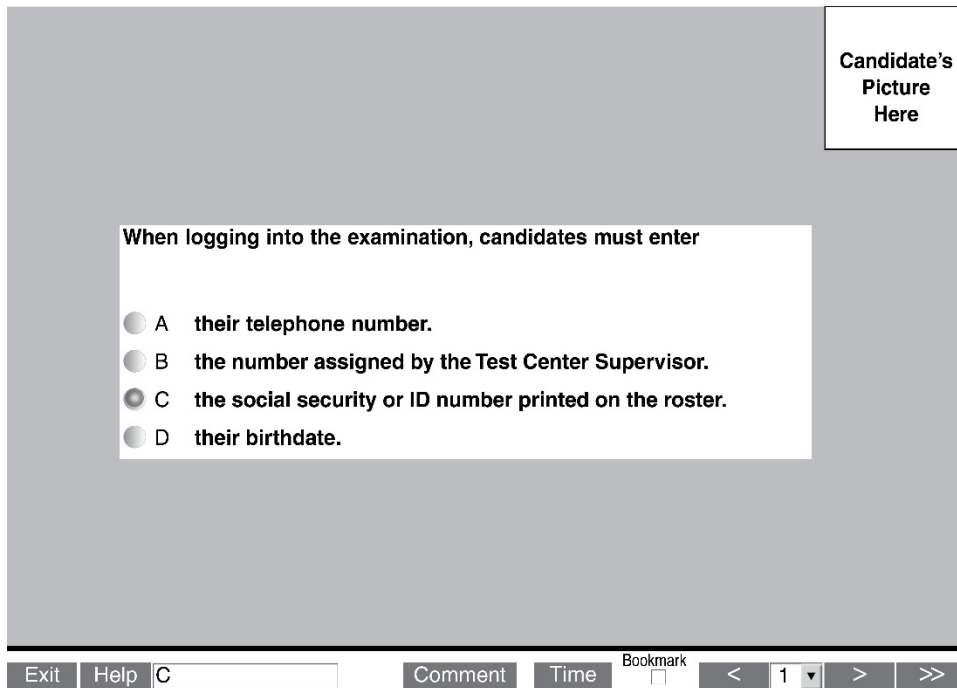 Candidate's
Picture
Here
When logging into the examination, candidates must enter
A their telephone number.
B the number assigned by the Test Center Supervisor.
C the social security or ID number printed on the roster.
D their birthdate.
Exit Help C Comment Time Bookmark < 1 > >>